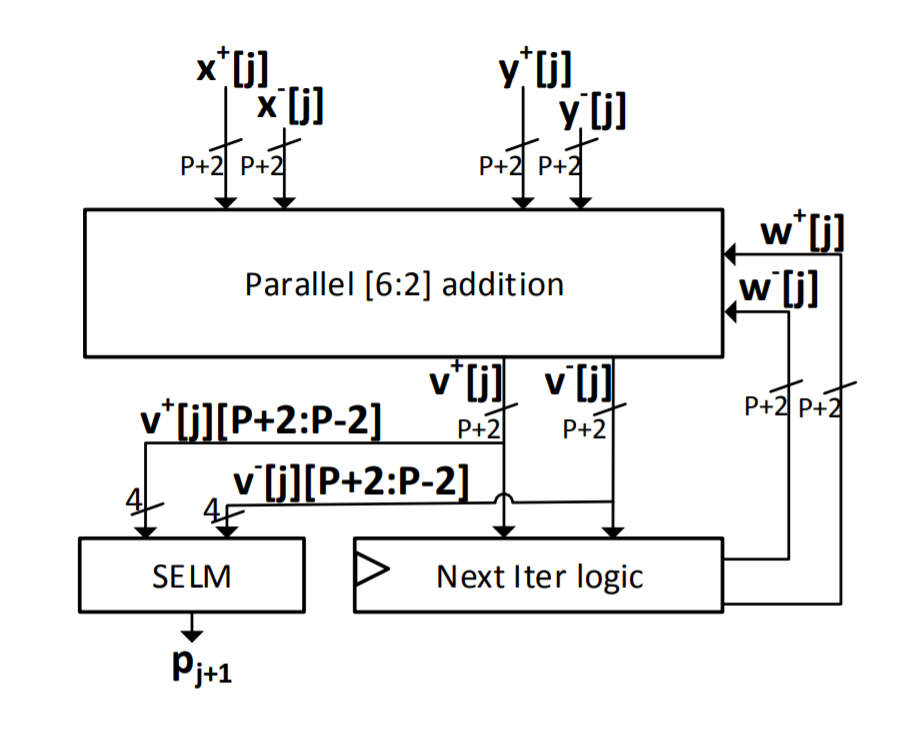 x⁺[j]
x⁻[j]
y⁺[j]
y⁻[j]
P+2
P+2
P+2
P+2
w⁺[j]
Parallel [6:2] addition
w⁻[j]
v⁺[j]
v⁻[j]
P+2
P+2
P+2
P+2
v⁺[j][P+2:P-2]
v⁻[j][P+2:P-2]
4
4
SELM
Next Iter logic
pⱼ₊₁